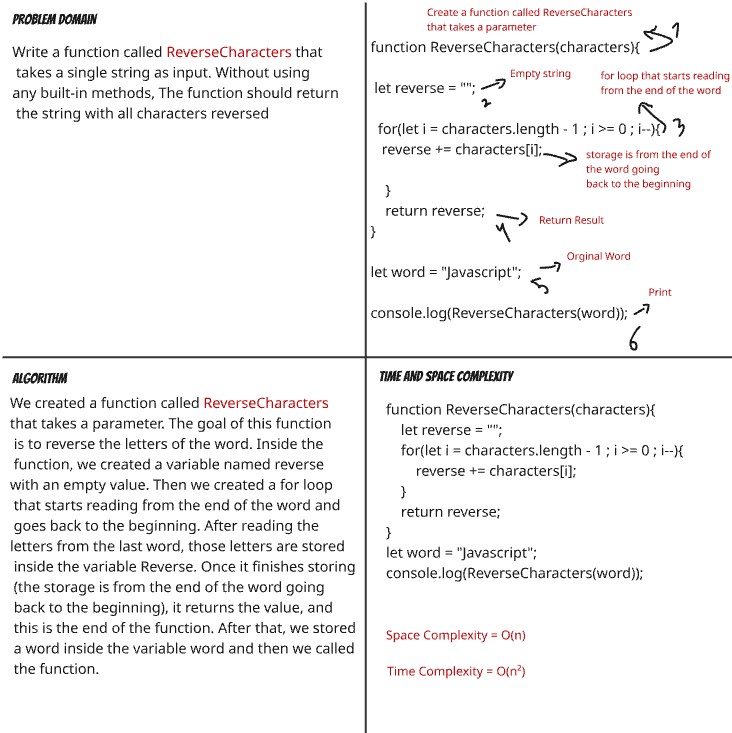 PROBLEM DOMAIN
Write a function called ReverseCharacters that
takes a single string as input. Without using
any built-in methods, The function should return
the string with all characters reversed
Create a function called ReverseCharacters
that takes a parameter
1
function ReverseCharacters(characters){
let reverse = "";
2
Empty string
for loop that starts reading
from the end of the word
for(let i = characters.length - 1 ; i >= 0 ; i--){
3
reverse += characters[i];
storage is from the end of
the word going
back to the beginning
}
return reverse;
4
Return Result
}
let word = "Javascript";
5
Orginal Word
console.log(ReverseCharacters(word));
Print
6
ALGORITHM
We created a function called ReverseCharacters
that takes a parameter. The goal of this function
is to reverse the letters of the word. Inside the
function, we created a variable named reverse
with an empty value. Then we created a for loop
that starts reading from the end of the word and
goes back to the beginning. After reading the
letters from the last word, those letters are stored
inside the variable Reverse. Once it finishes storing
(the storage is from the end of the word going
back to the beginning), it returns the value, and
this is the end of the function. After that, we stored
a word inside the variable word and then we called
the function.
TIME AND SPACE COMPLEXITY
function ReverseCharacters(characters){
let reverse = "";
for(let i = characters.length - 1 ; i >= 0 ; i--){
reverse += characters[i];
}
return reverse;
}
let word = "Javascript";
console.log(ReverseCharacters(word));
Space Complexity = O(n)
Time Complexity = O(n²)